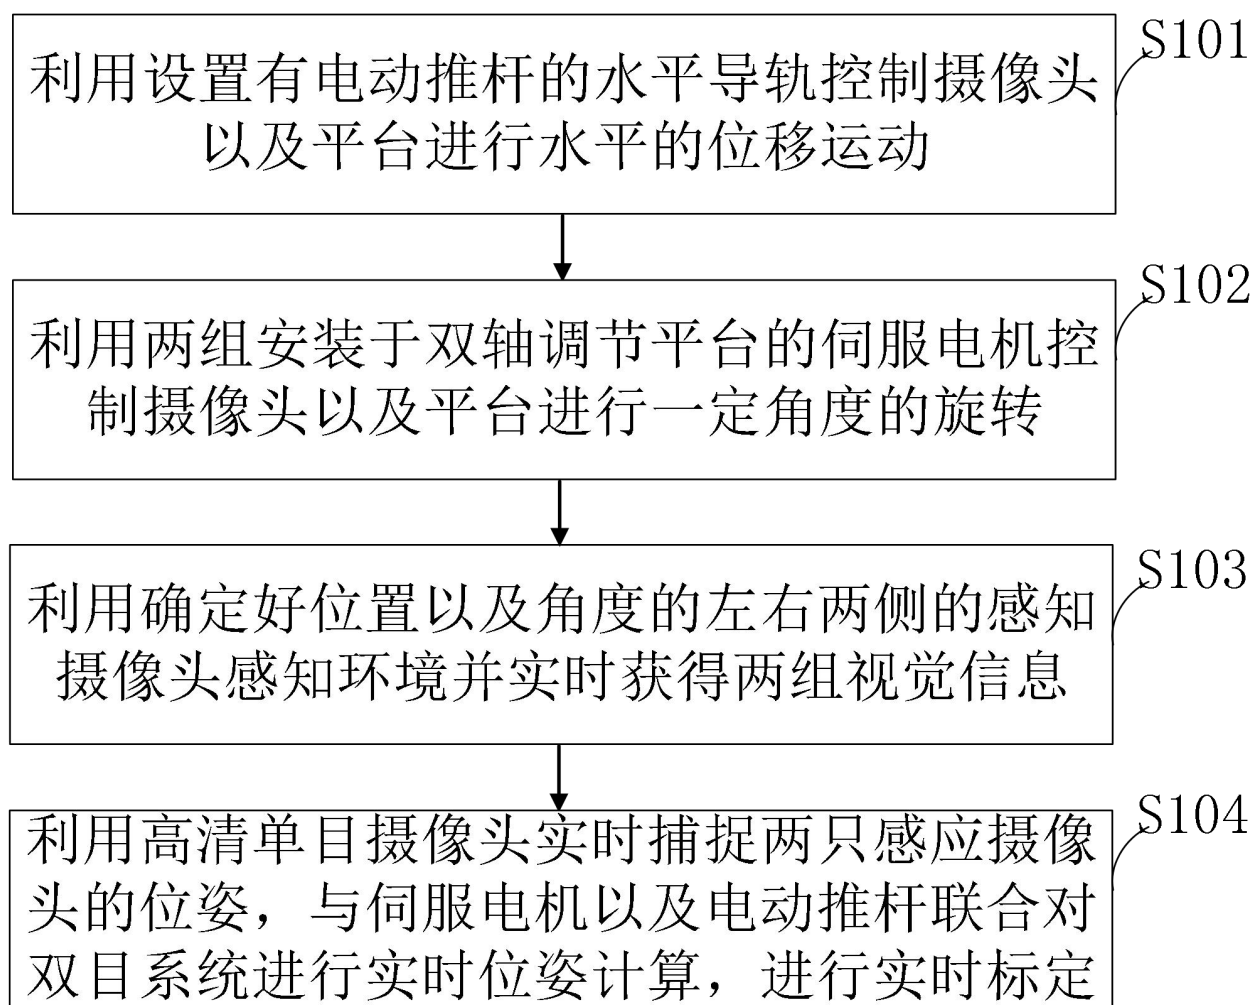 利用设置有电动推杆的水平导轨控制摄像头
以及平台进行水平的位移运动
S101
利用两组安装于双轴调节平台的伺服电机控
制摄像头以及平台进行一定角度的旋转
S102
利用确定好位置以及角度的左右两侧的感知
摄像头感知环境并实时获得两组视觉信息
S103
利用高清单目摄像头实时捕捉两只感应摄像
头的位姿，与伺服电机以及电动推杆联合对
双目系统进行实时位姿计算，进行实时标定
S104